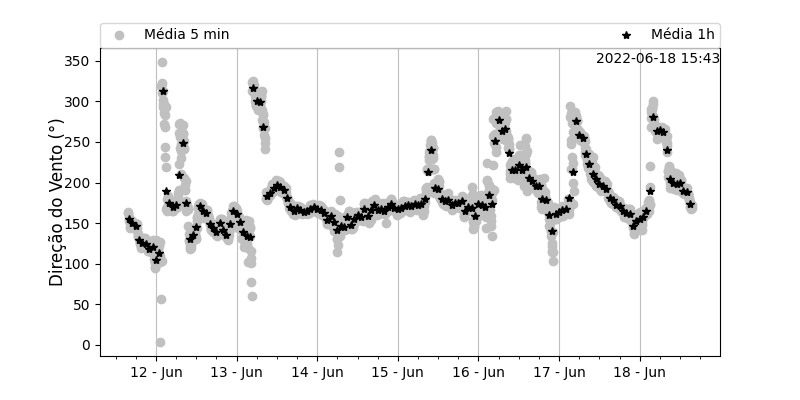 Média 5 min
Média 1h
2022-06-18 15:43
Direção do Vento (°)
350
300
250
200
150
100
50
0
12 - Jun
13 - Jun
14 - Jun
15 - Jun
16 - Jun
17 - Jun
18 - Jun